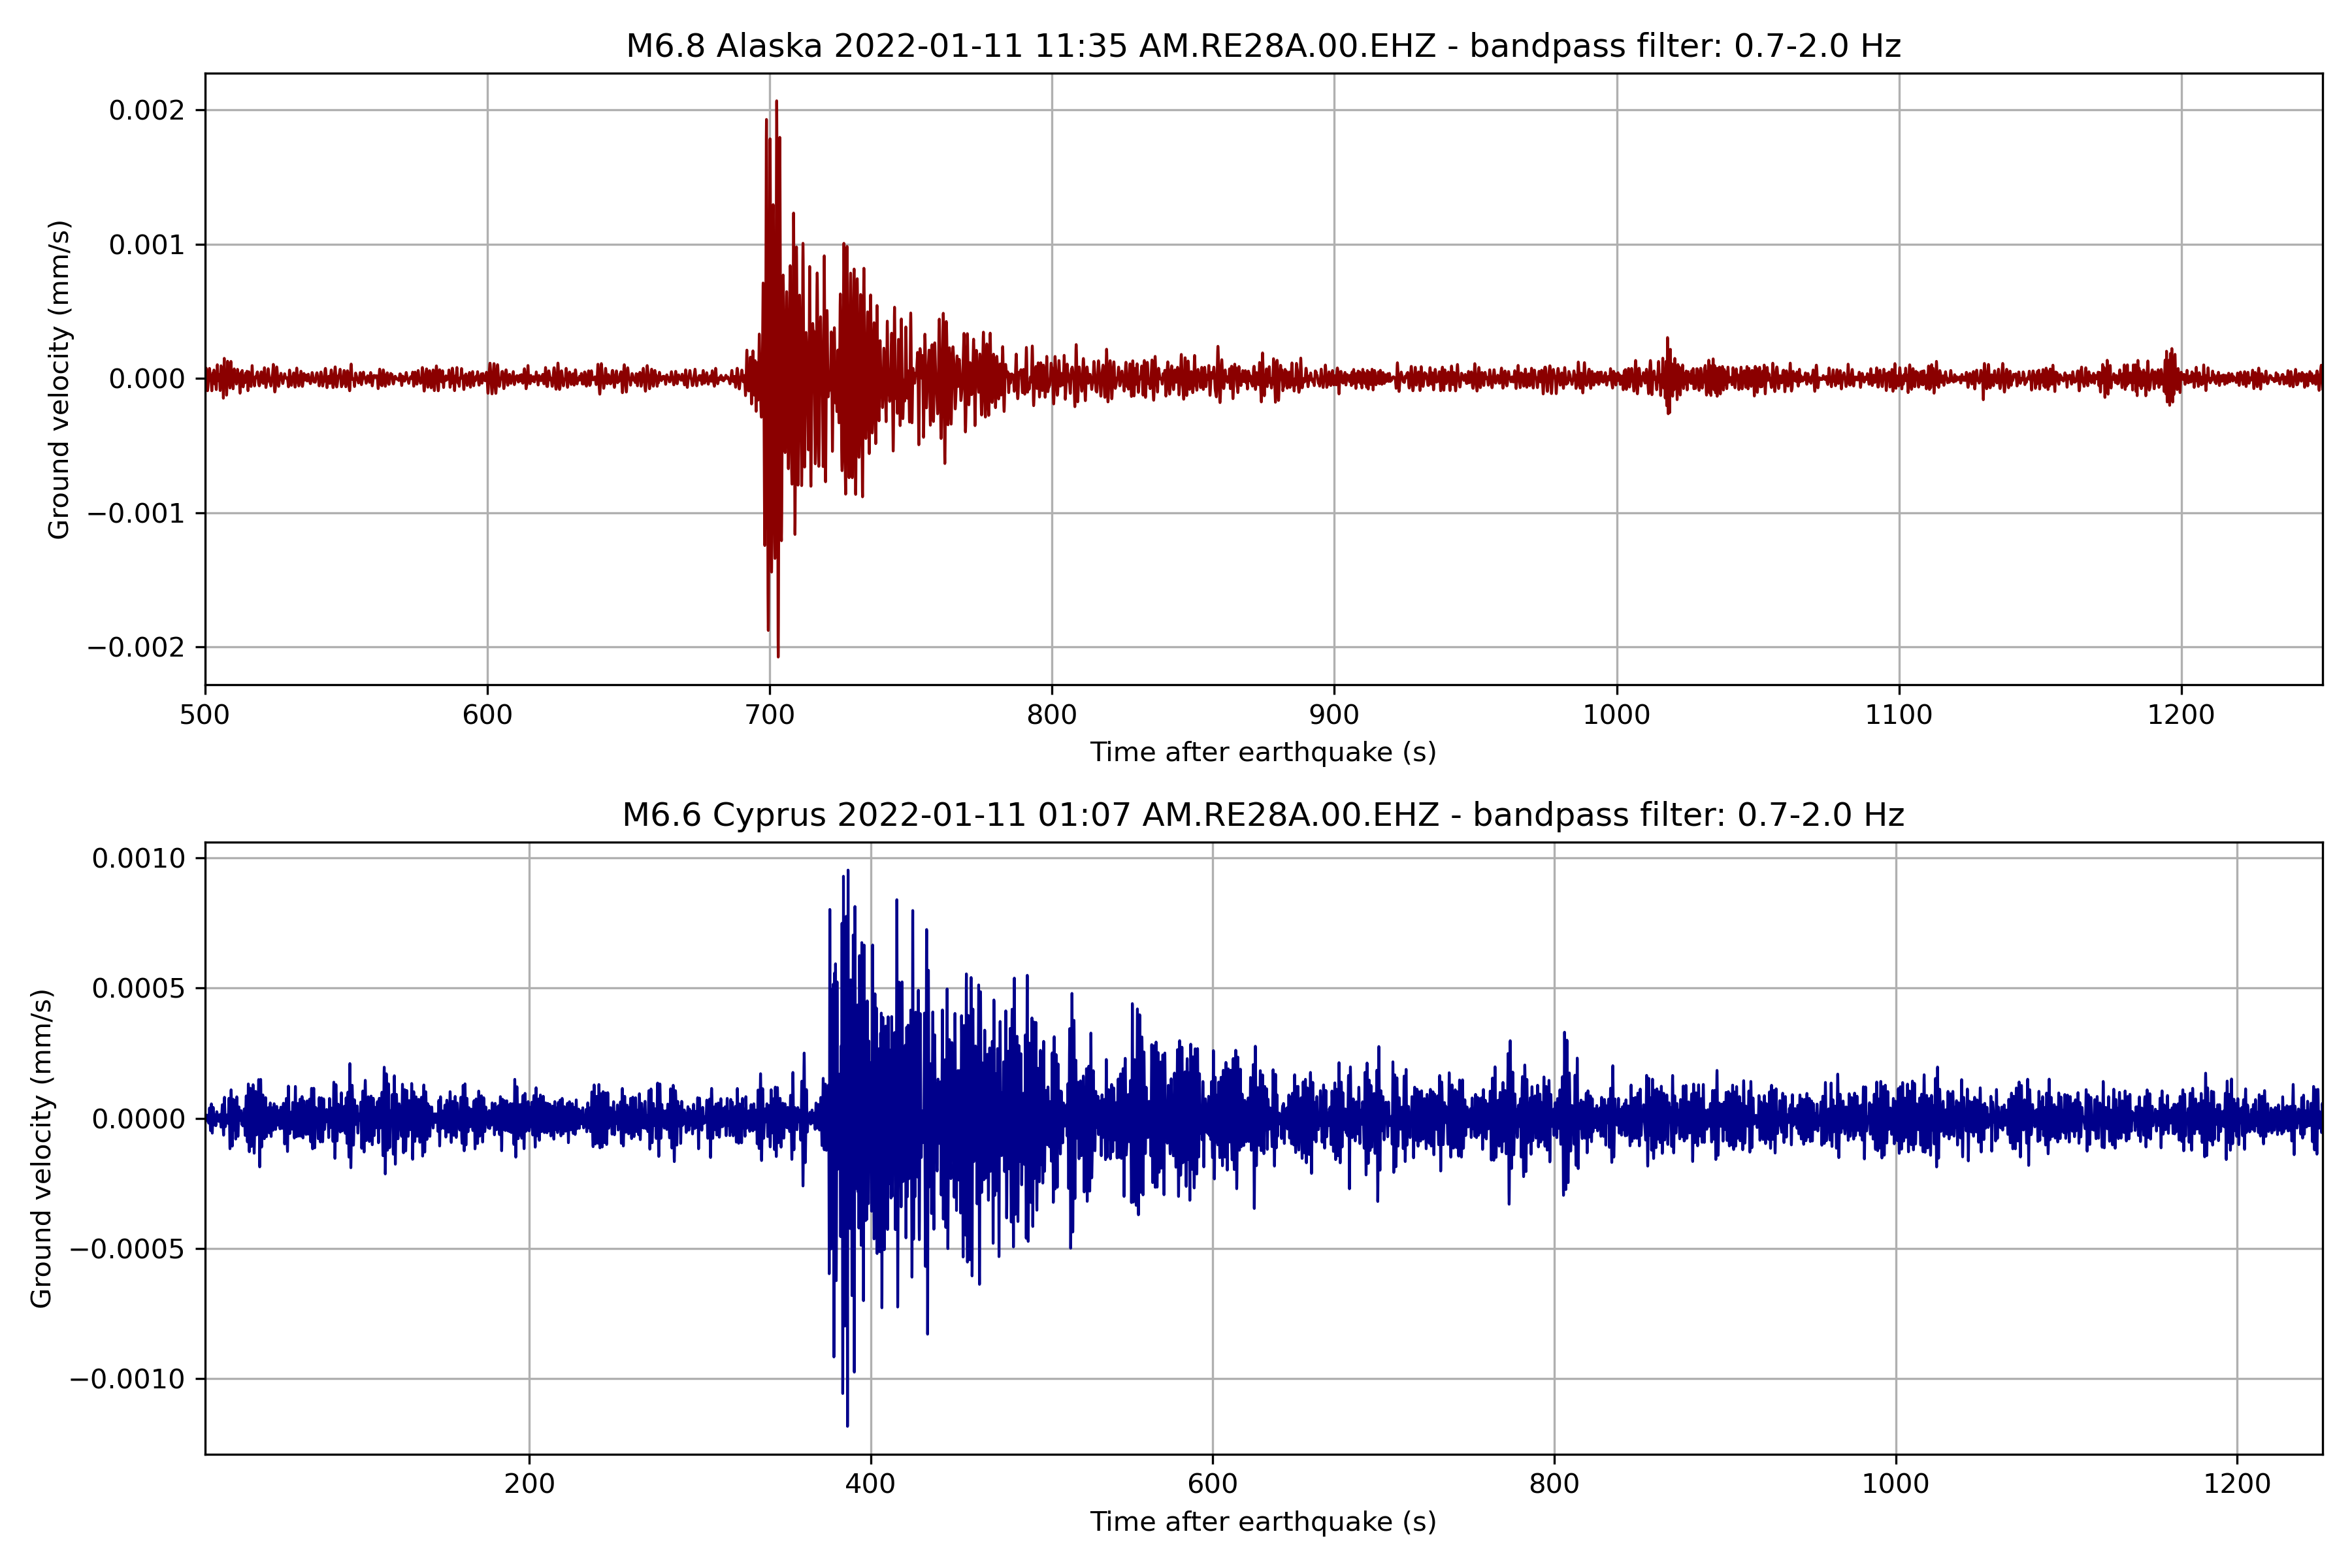 M6.8 Alaska 2022-01-11 11:35 AM.RE28A.00.EHZ - bandpass filter: 0.7-2.0 Hz
0.002
0.001
0.000
−0.001
−0.002
Ground velocity (mm/s)
500 600 700 800 900 1000 1100 1200
Time after earthquake (s)
M6.6 Cyprus 2022-01-11 01:07 AM.RE28A.00.EHZ - bandpass filter: 0.7-2.0 Hz
0.0010
0.0005
0.0000
−0.0005
−0.0010
Ground velocity (mm/s)
200 400 600 800 1000 1200
Time after earthquake (s)